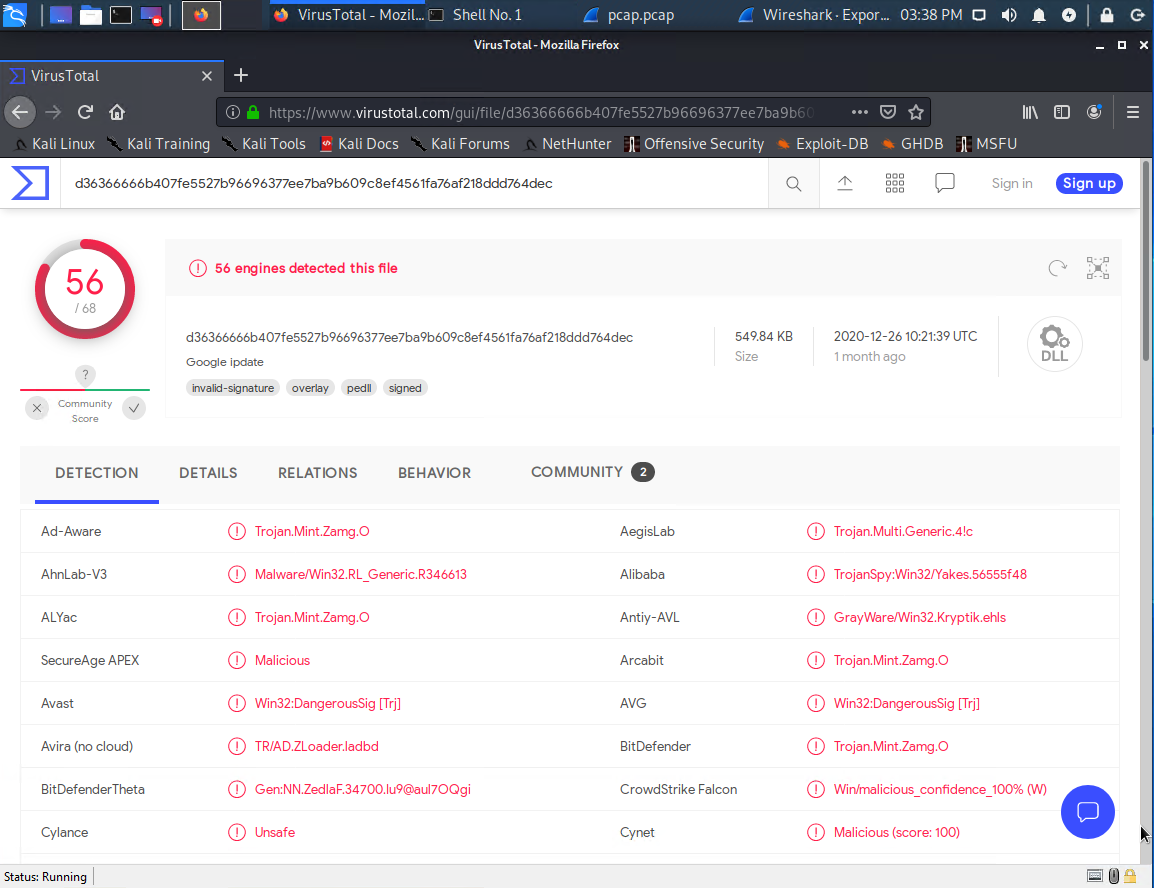 VirusTotal - Mozil... Shell No. 1 pcap.pcap Wireshark · Expor... 03:38 PM
VirusTotal - Mozilla Firefox
VirusTotal
https://www.virustotal.com/gui/file/d36366666b407fe5527b96696377ee7ba9b60
Kali Linux Kali Training Kali Tools Kali Docs Kali Forums NetHunter Offensive Security Exploit-DB GHDB MSFU
d36366666b407fe5527b96696377ee7ba9b609c8ef4561fa76af218ddd764dec Sign in Sign up
56
/ 68
56 engines detected this file
d36366666b407fe5527b96696377ee7ba9b609c8ef4561fa76af218ddd764dec
Google ipdate
invalid-signature overlay pedll signed
549.84 KB
Size
2020-12-26 10:21:39 UTC
1 month ago
DLL
?
Community
Score
DETECTION DETAILS RELATIONS BEHAVIOR COMMUNITY 2
Ad-Aware Trojan.Mint.Zamg.O AegisLab Trojan.Multi.Generic.4!c
AhnLab-V3 Malware/Win32.RL_Generic.R346613 Alibaba TrojanSpy:Win32/Yakes.56555f48
ALYac Trojan.Mint.Zamg.O Antiy-AVL GrayWare/Win32.Kryptik.ehls
SecureAge APEX Malicious Arcabit Trojan.Mint.Zamg.O
Avast Win32:DangerousSig [Trj] AVG Win32:DangerousSig [Trj]
Avira (no cloud) TR/AD.ZLoader.ladbd BitDefender Trojan.Mint.Zamg.O
BitDefenderTheta Gen:NN.ZedlaF.34700.lu9@aul7OQgi CrowdStrike Falcon Win/malicious_confidence_100% (W)
Cylance Unsafe Cynet Malicious (score: 100)
Status: Running